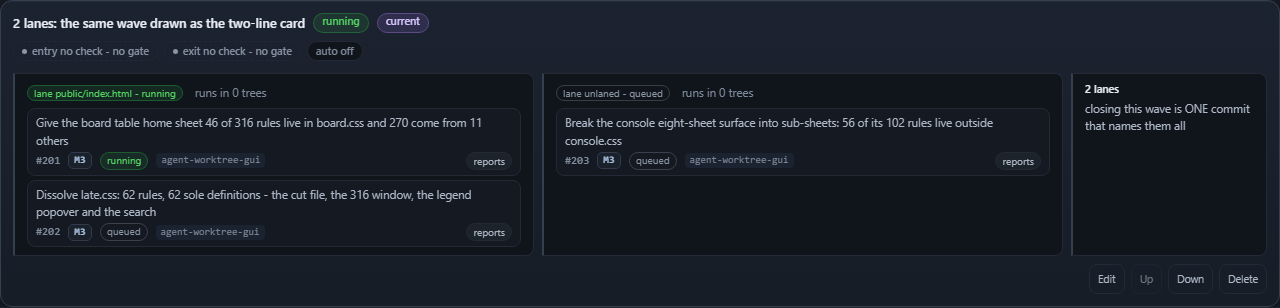 2 lanes: the same wave drawn as the two-line card running current
entry no check - no gate exit no check - no gate auto off
lane public/index.html - running runs in 0 trees
Give the board table home sheet 46 of 316 rules live in board.css and 270 come from 11
others
#201 M3 running agent-worktree-gui reports
Dissolve late.css: 62 rules, 62 sole definitions - the cut file, the 316 window, the legend
popover and the search
#202 M3 queued agent-worktree-gui reports
lane unlaned - queued runs in 0 trees
Break the console eight-sheet surface into sub-sheets: 56 of its 102 rules live outside
console.css
#203 M3 queued agent-worktree-gui reports
2 lanes
closing this wave is ONE commit
that names them all
Edit Up Down Delete